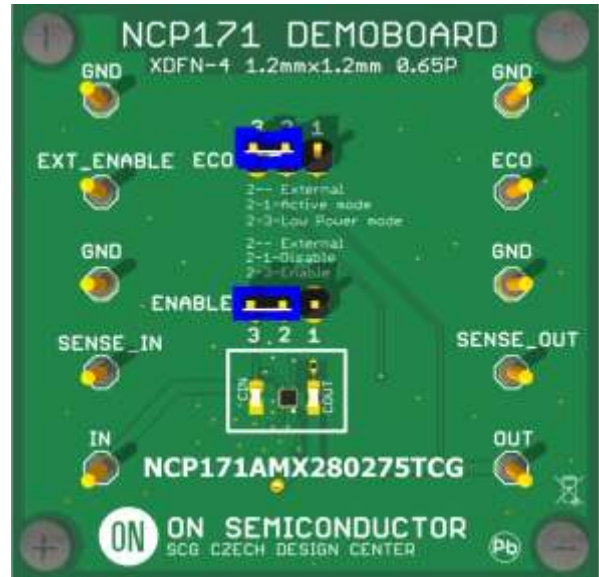 NCP171 DEMOBOARD
XDFN-4 1.2mmx1.2mm 0.65P
GND
GND
3 2 1
EXT_ENABLE
ECO
ECO
2-- External
2-1-Active mode
2-3-Low Power mode
2-- External
2-1-Disable
2-3-Enable
GND
GND
ENABLE
3 2 1
SENSE_IN
SENSE_OUT
CIN
COUT
IN
OUT
NCP171AMX280275TCG
ON
ON SEMICONDUCTOR
SCG CZECH DESIGN CENTER
Pb